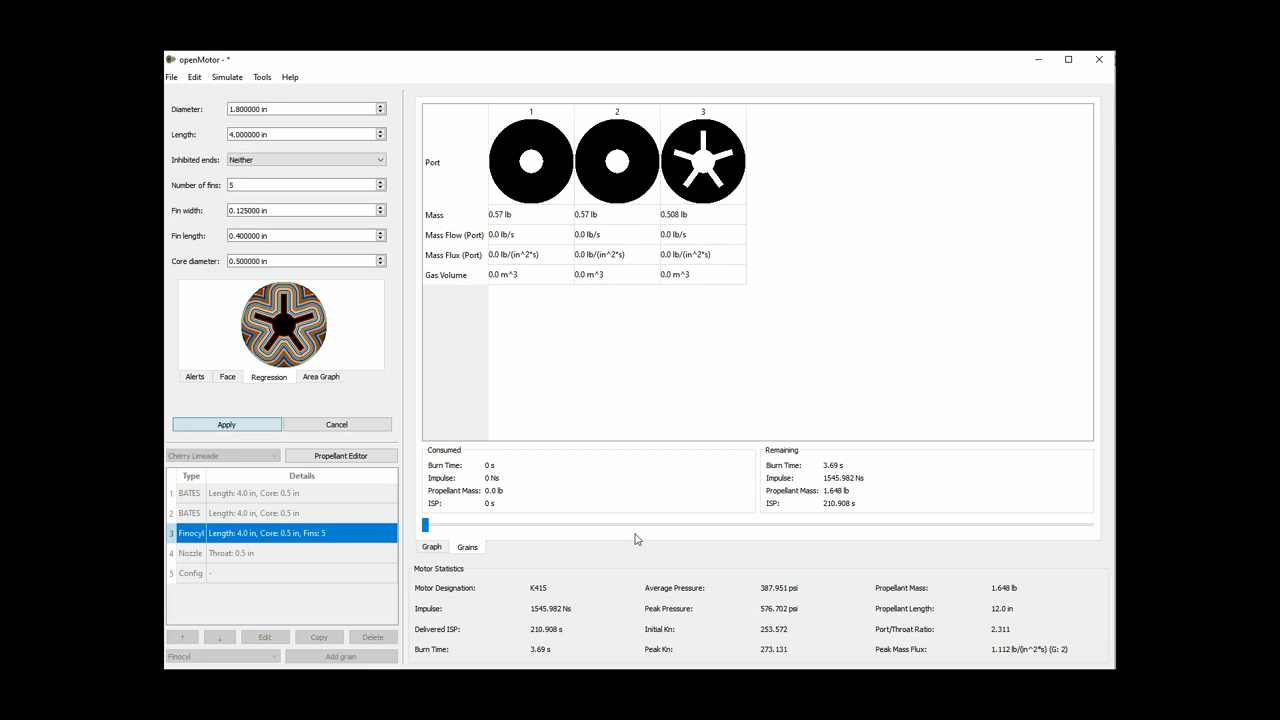 openMotor - *
File Edit Simulate Tools Help
Diameter: 1.800000 in
Length: 4.000000 in
Inhibited ends: Neither
Number of fins: 5
Fin width: 0.125000 in
Fin length: 0.400000 in
Core diameter: 0.500000 in
Alerts Face Regression Area Graph
Apply Cancel
Cherry Limeade Propellant Editor
Type Details
1 BATES Length: 4.0 in, Core: 0.5 in
2 BATES Length: 4.0 in, Core: 0.5 in
3 Finocyl Length: 4.0 in, Core: 0.5 in, Fins: 5
4 Nozzle Throat: 0.5 in
5 Config -
↑ ↓ Edit Copy Delete
Finocyl Add grain
1 2 3
Port
Mass 0.57 lb 0.57 lb 0.508 lb
Mass Flow (Port) 0.0 lb/s 0.0 lb/s 0.0 lb/s
Mass Flux (Port) 0.0 lb/(in^2*s) 0.0 lb/(in^2*s) 0.0 lb/(in^2*s)
Gas Volume 0.0 m^3 0.0 m^3 0.0 m^3
Consumed
Burn Time: 0 s
Impulse: 0 Ns
Propellant Mass: 0.0 lb
ISP: 0 s
Remaining
Burn Time: 3.69 s
Impulse: 1545.982 Ns
Propellant Mass: 1.648 lb
ISP: 210.908 s
Graph Grains
Motor Statistics
Motor Designation: K415 Average Pressure: 387.951 psi Propellant Mass: 1.648 lb
Impulse: 1545.982 Ns Peak Pressure: 576.702 psi Propellant Length: 12.0 in
Delivered ISP: 210.908 s Initial Kn: 253.572 Port/Throat Ratio: 2.311
Burn Time: 3.69 s Peak Kn: 273.131 Peak Mass Flux: 1.112 lb/(in^2*s) (G: 2)